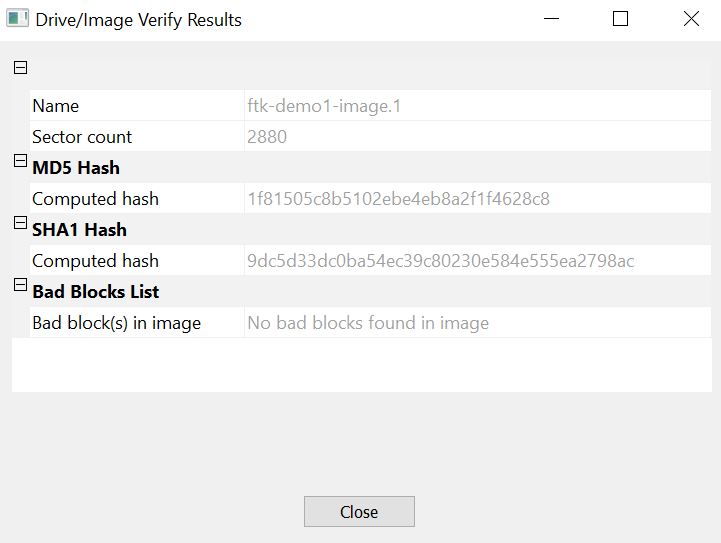 Drive/Image Verify Results
Name ftk-demo1-image.1
Sector count 2880
MD5 Hash
Computed hash 1f81505c8b5102ebe4eb8a2f1f4628c8
SHA1 Hash
Computed hash 9dc5d33dc0ba54ec39c80230e584e555ea2798ac
Bad Blocks List
Bad block(s) in image No bad blocks found in image
Close